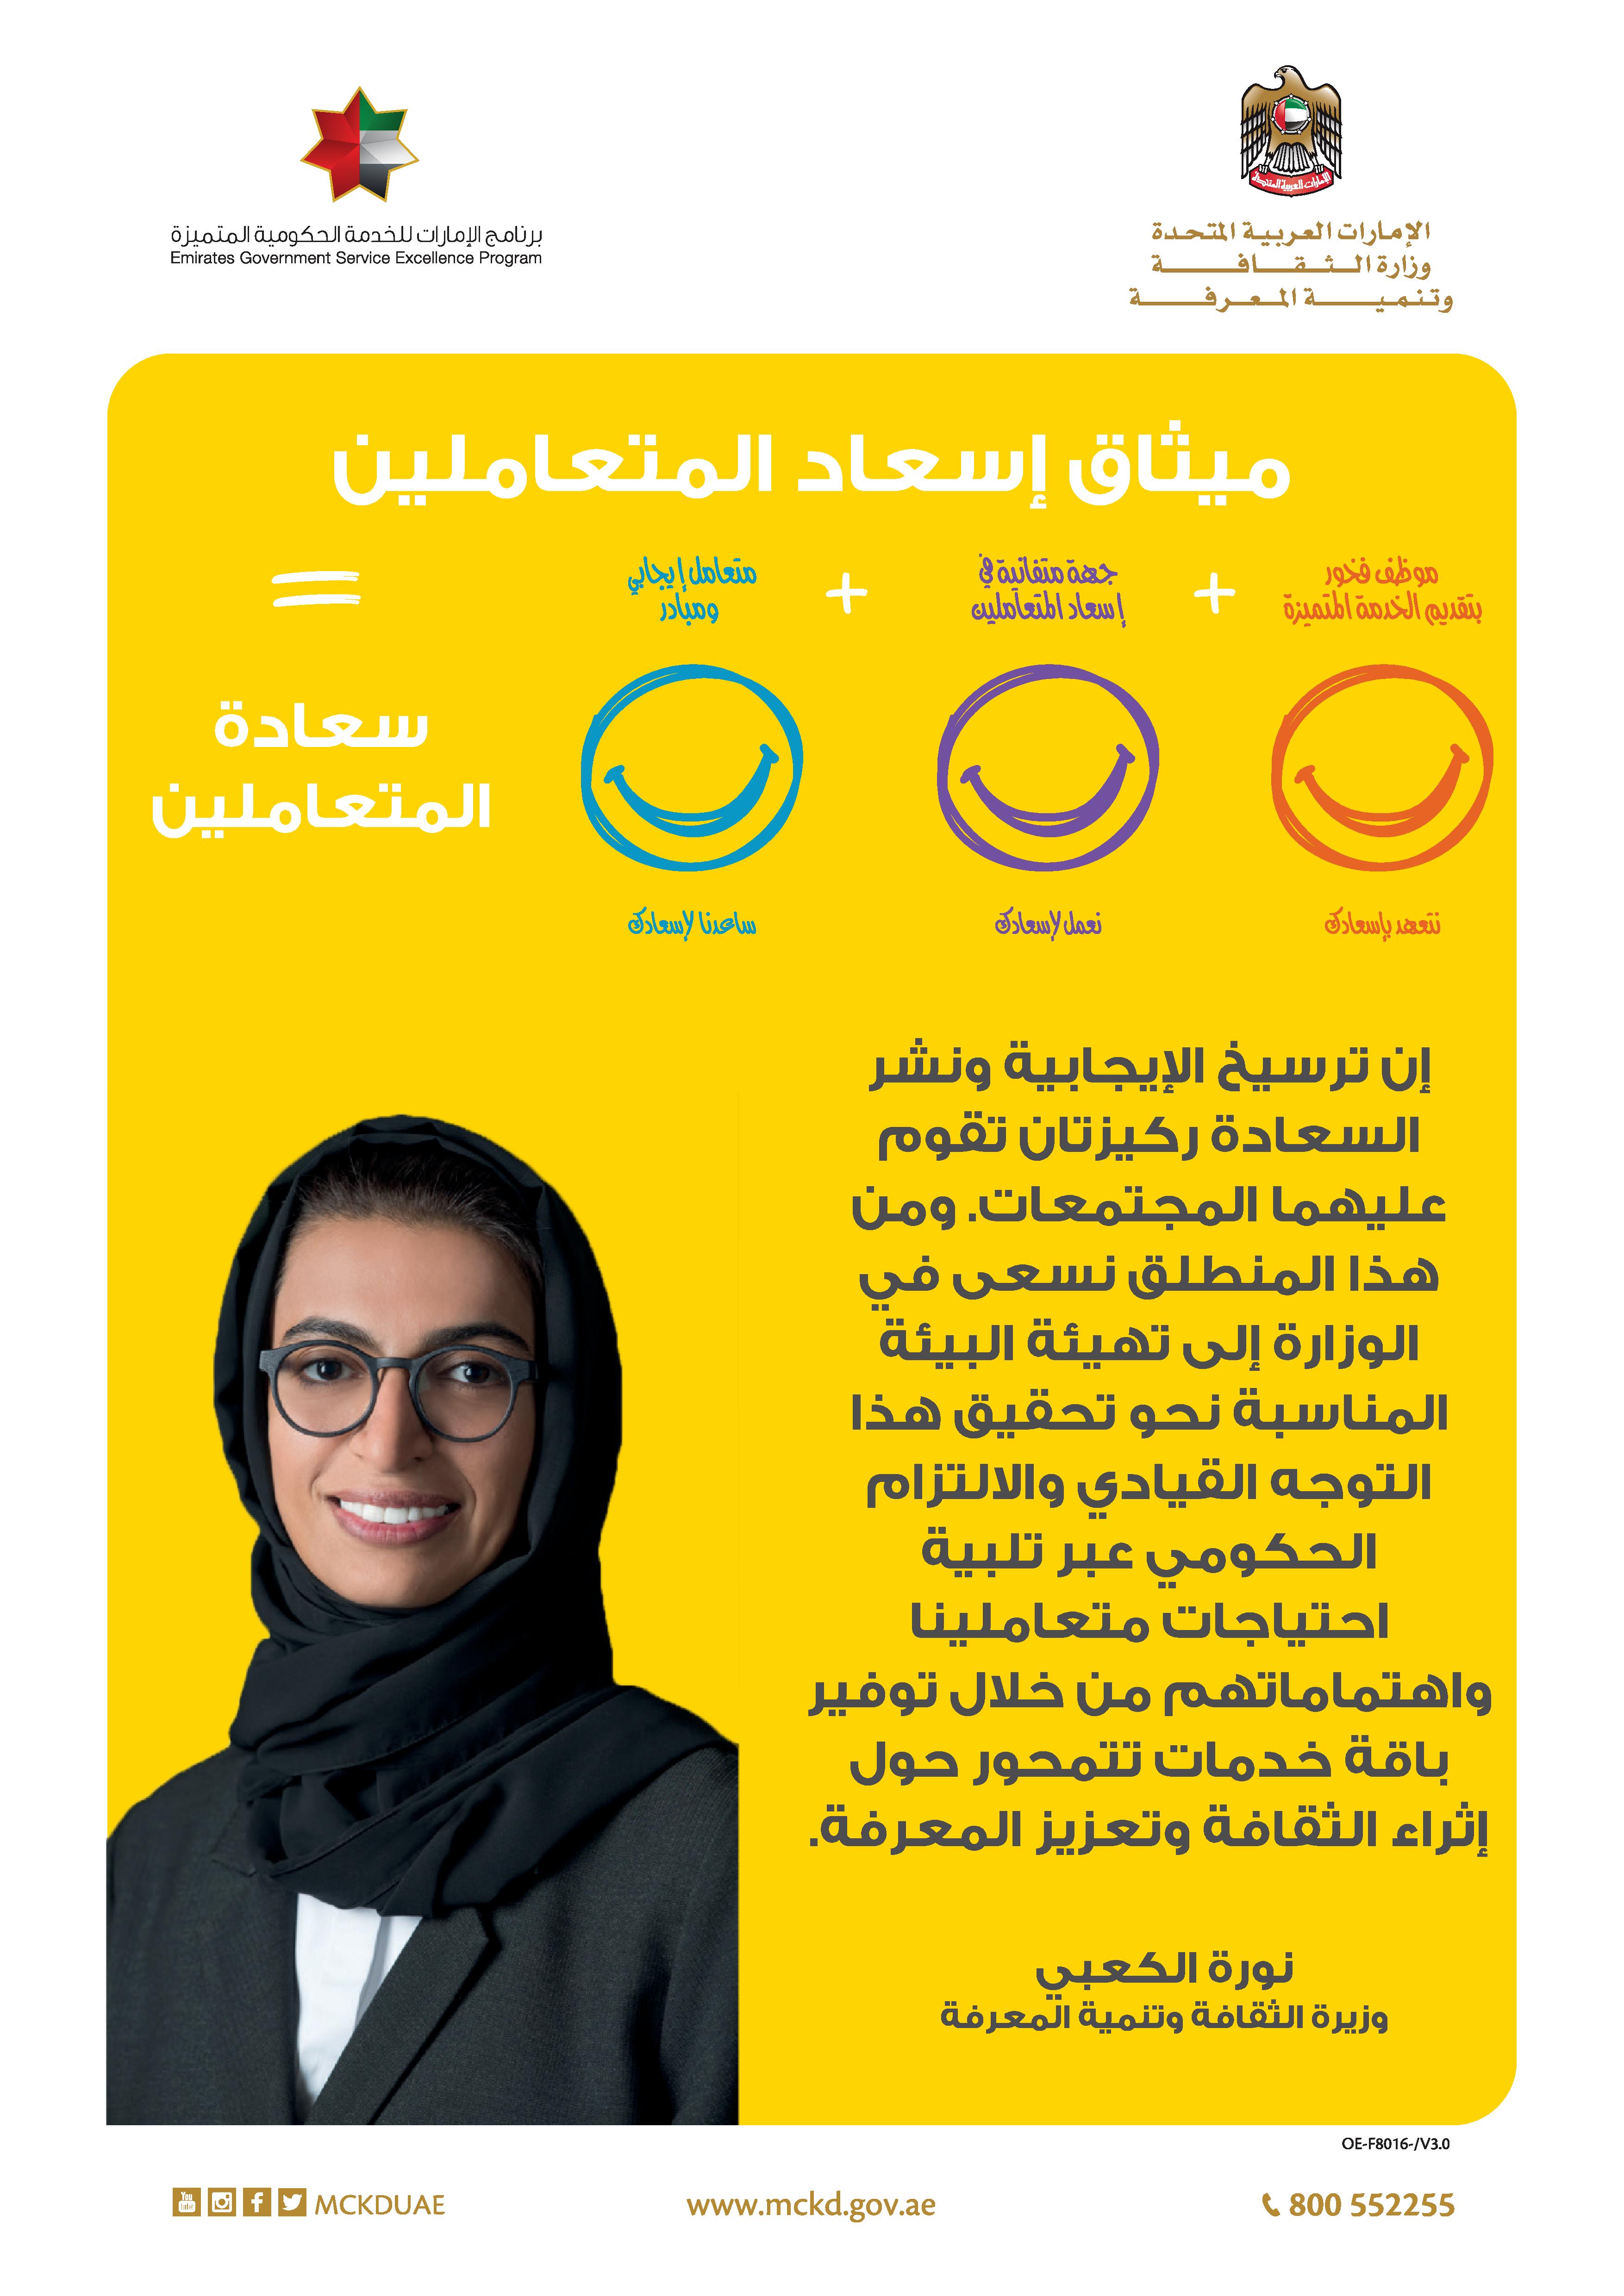 برنامج الإمارات للخدمة الحكومية المتميزة
Emirates Government Service Excellence Program
الإمارات العربية المتحدة
الإمارات العربية المتحدة
وزارة الثقافة
وتنمية المعرفة
ميثاق إسعاد المتعاملين
موظف فخور
بتقديم الخدمة المتميزة
+
جهة متفانية في
إسعاد المتعاملين
+
متعامل إيجابي
ومبادر
=
نتعهد بإسعادك
نعمل لإسعادك
ساعدنا لإسعادك
سعادة
المتعاملين
إن ترسيخ الإيجابية ونشر
السعادة ركيزتان تقوم
عليهما المجتمعات. ومن
هذا المنطلق نسعى في
الوزارة إلى تهيئة البيئة
المناسبة نحو تحقيق هذا
التوجه القيادي والالتزام
الحكومي عبر تلبية
احتياجات متعاملينا
واهتماماتهم من خلال توفير
باقة خدمات تتمحور حول
إثراء الثقافة وتعزيز المعرفة.
نورة الكعبي
وزيرة الثقافة وتنمية المعرفة
OE-F8016-/V3.0
You Tube
MCKDUAE
www.mckd.gov.ae
800 552255